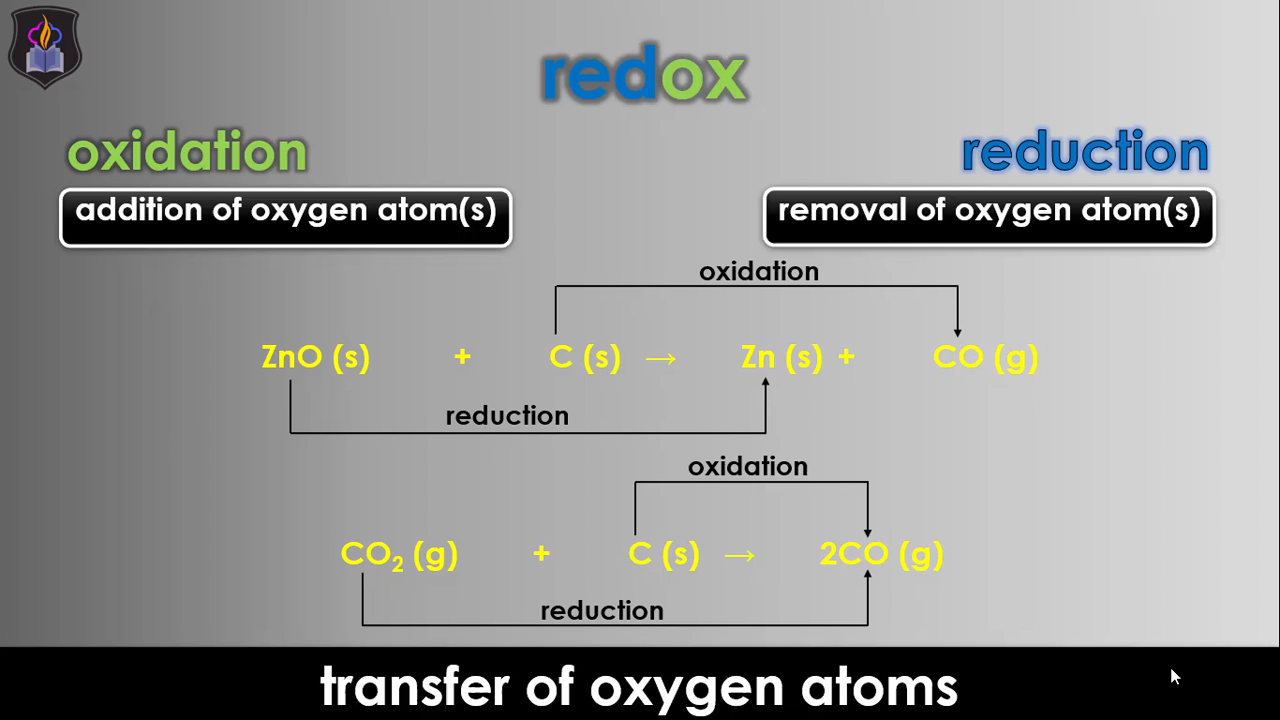 redox
oxidation
reduction
addition of oxygen atom(s)
removal of oxygen atom(s)
oxidation
ZnO (s) + C (s) → Zn (s) + CO (g)
reduction
oxidation
CO₂ (g) + C (s) → 2CO (g)
reduction
transfer of oxygen atoms